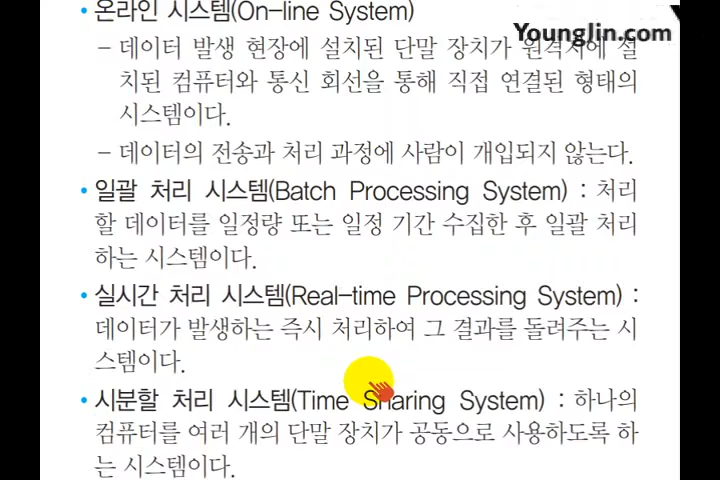 • 온라인 시스템(On-line System)
Younglin.com
– 데이터 발생 현장에 설치된 단말 장치가 원격지에 설
치된 컴퓨터와 통신 회선을 통해 직접 연결된 형태의
시스템이다.
– 데이터의 전송과 처리 과정에 사람이 개입되지 않는다.
• 일괄 처리 시스템(Batch Processing System) : 처리
할 데이터를 일정량 또는 일정 기간 수집한 후 일괄 처리
하는 시스템이다.
• 실시간 처리 시스템(Real-time Processing System) :
데이터가 발생하는 즉시 처리하여 그 결과를 돌려주는 시
스템이다.
• 시분할 처리 시스템(Time Sharing System) : 하나의
컴퓨터를 여러 개의 단말 장치가 공동으로 사용하도록 하
는 시스템이다.